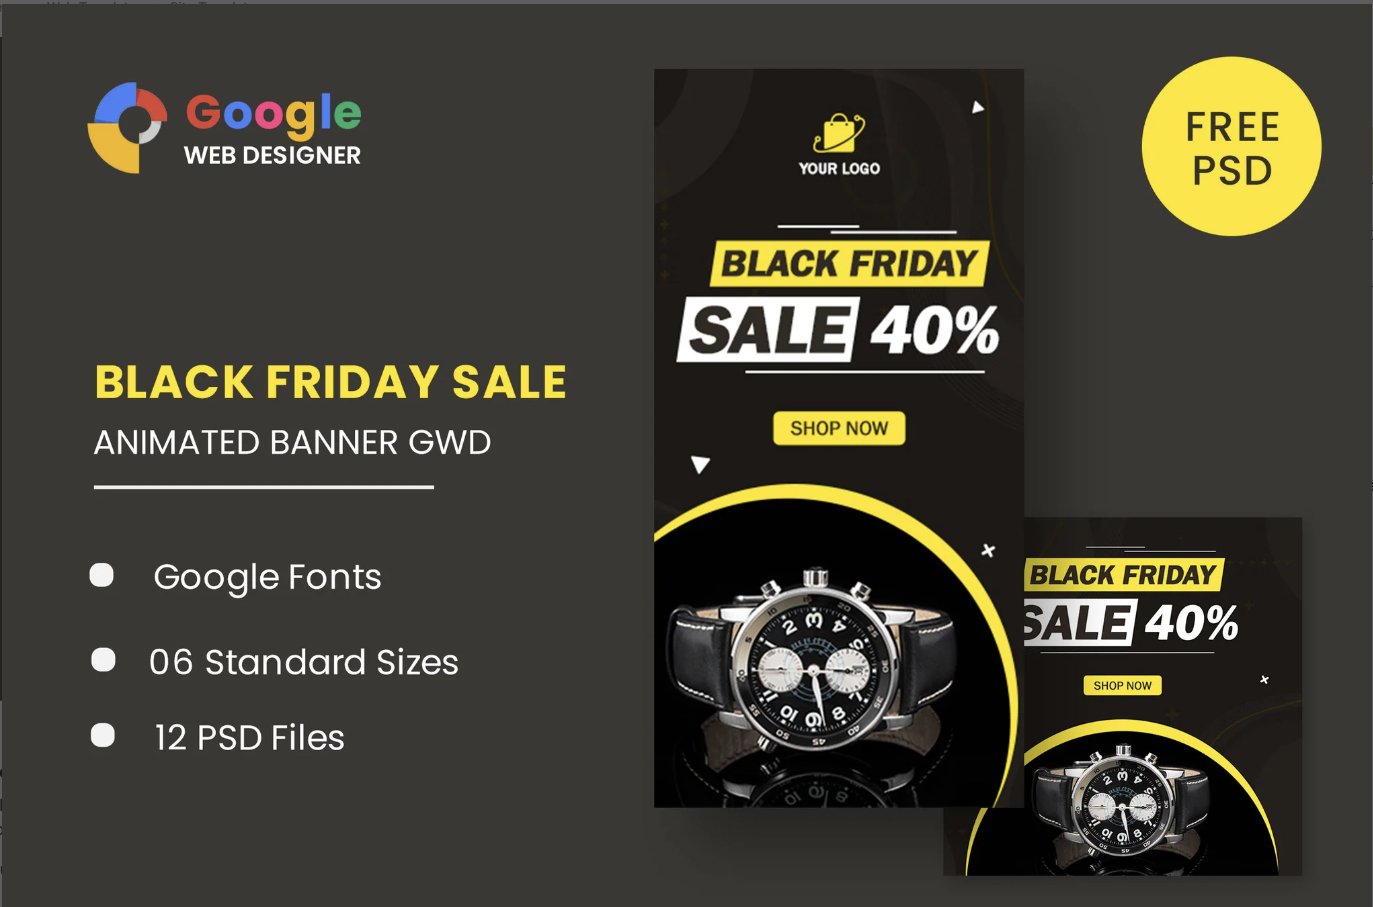 Google
WEB DESIGNER
BLACK FRIDAY SALE
ANIMATED BANNER GWD
Google Fonts
06 Standard Sizes
12 PSD Files
YOUR LOGO
BLACK FRIDAY
SALE 40%
SHOP NOW
FREE
PSD
BLACK FRIDAY
SALE 40%
SHOP NOW